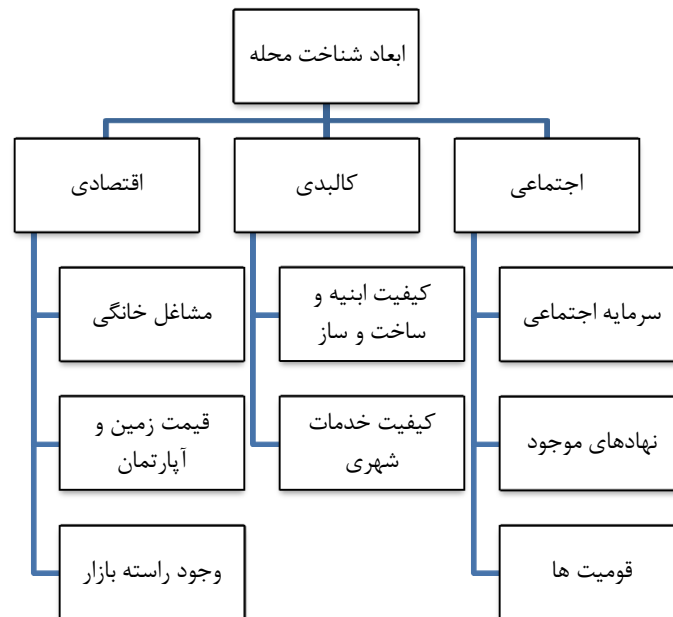 ابعاد شناخت محله
اجتماعی
کالبدی
اقتصادی
سرمایه اجتماعی
نهادهای موجود
قومیت ها
کیفیت ابنیه و
ساخت و ساز
کیفیت خدمات
شهری
مشاغل خانگی
قیمت زمین و
آپارتمان
وجود راسته بازار